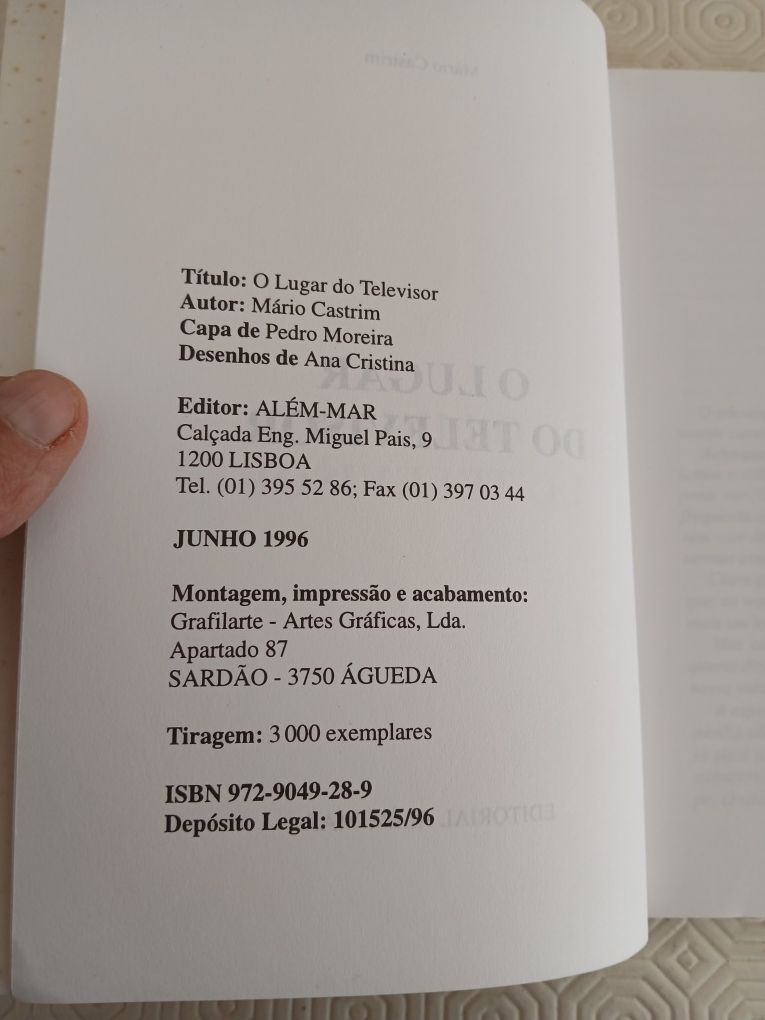 Título: O Lugar do Televisor
Autor: Mário Castrim
Capa de Pedro Moreira
Desenhos de Ana Cristina
Editor: ALÉM-MAR
Calçada Eng. Miguel Pais, 9
1200 LISBOA
Tel. (01) 395 52 86; Fax (01) 397 03 44
JUNHO 1996
Montagem, impressão e acabamento:
Grafilarte - Artes Gráficas, Lda.
Apartado 87
SARDÃO - 3750 ÁGUEDA
Tiragem: 3 000 exemplares
ISBN 972-9049-28-9
Depósito Legal: 101525/96